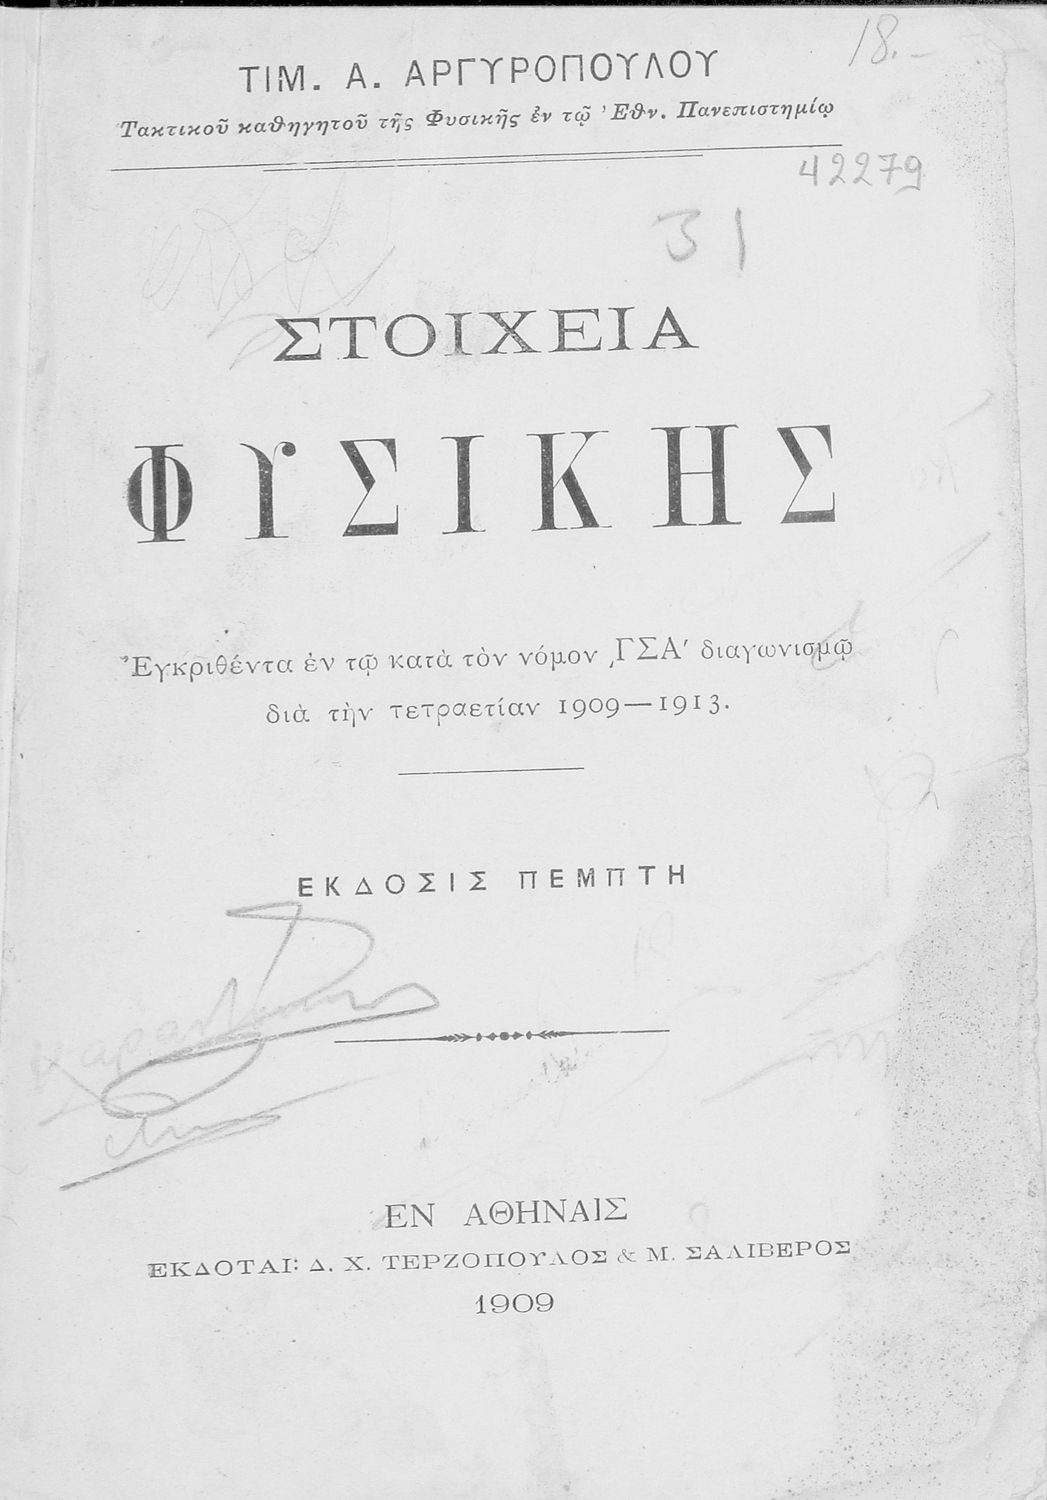 18.–
ΤΙΜ. Α. ΑΡΓΥΡΟΠΟΥΛΟΥ
Τακτικοῦ καθηγητοῦ τῆς Φυσικῆς ἐν τῷ Ἐθν. Πανεπιστημίῳ
42279
31
ΣΤΟΙΧΕΙΑ
ΦΥΣΙΚΗΣ
Ἐγκριθέντα ἐν τῷ κατὰ τὸν νόμον ͵ΓΣΑʹ διαγωνισμῷ
διὰ τὴν τετραετίαν 1909—1913.
ΕΚΔΟΣΙΣ ΠΕΜΠΤΗ
ΕΝ ΑΘΗΝΑΙΣ
ΕΚΔΟΤΑΙ: Δ. Χ. ΤΕΡΖΟΠΟΥΛΟΣ & Μ. ΣΑΛΙΒΕΡΟΣ
1909